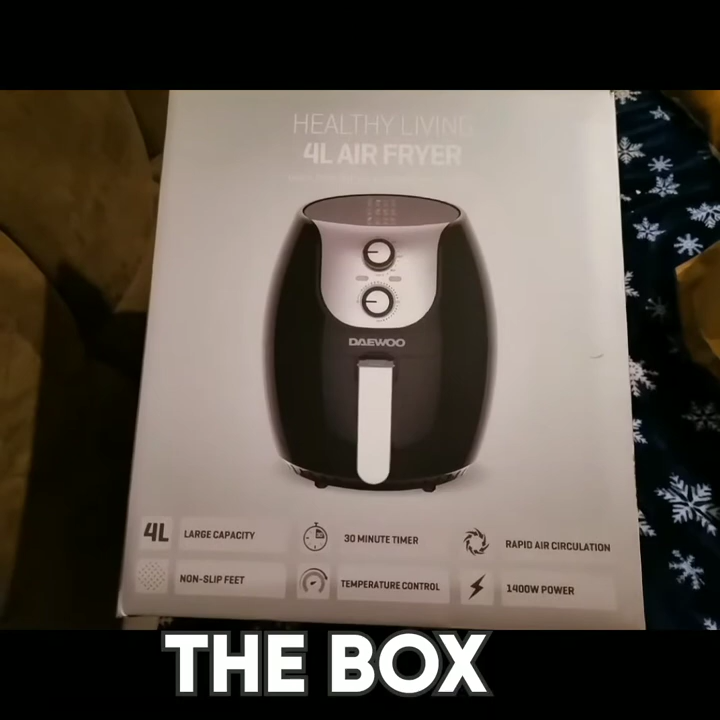 HEALTHY LIVING
4L AIR FRYER
DAEWOO
4L LARGE CAPACITY
30 MINUTE TIMER
RAPID AIR CIRCULATION
NON-SLIP FEET
TEMPERATURE CONTROL
1400W POWER
THE BOX